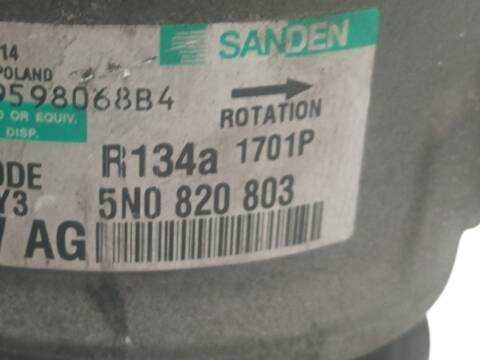 SANDEN
14
POLAND
9598068B4
ROTATION
O OR EQUIV.
DISP.
R134a 1701P
ODE
Y3 5N0 820 803
AG